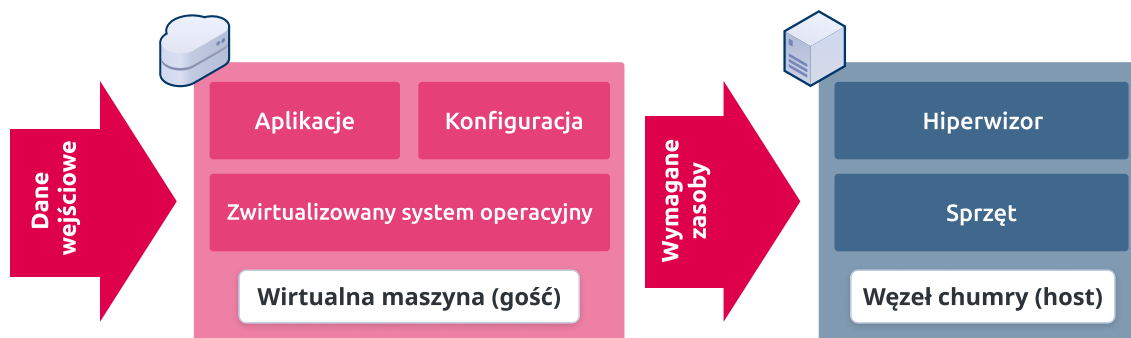 Dane
wejściowe
Aplikacje
Konfiguracja
Zwirtualizowany system operacyjny
Wirtualna maszyna (gość)
Wymagane
zasoby
Hiperwizor
Sprzęt
Węzeł chumry (host)